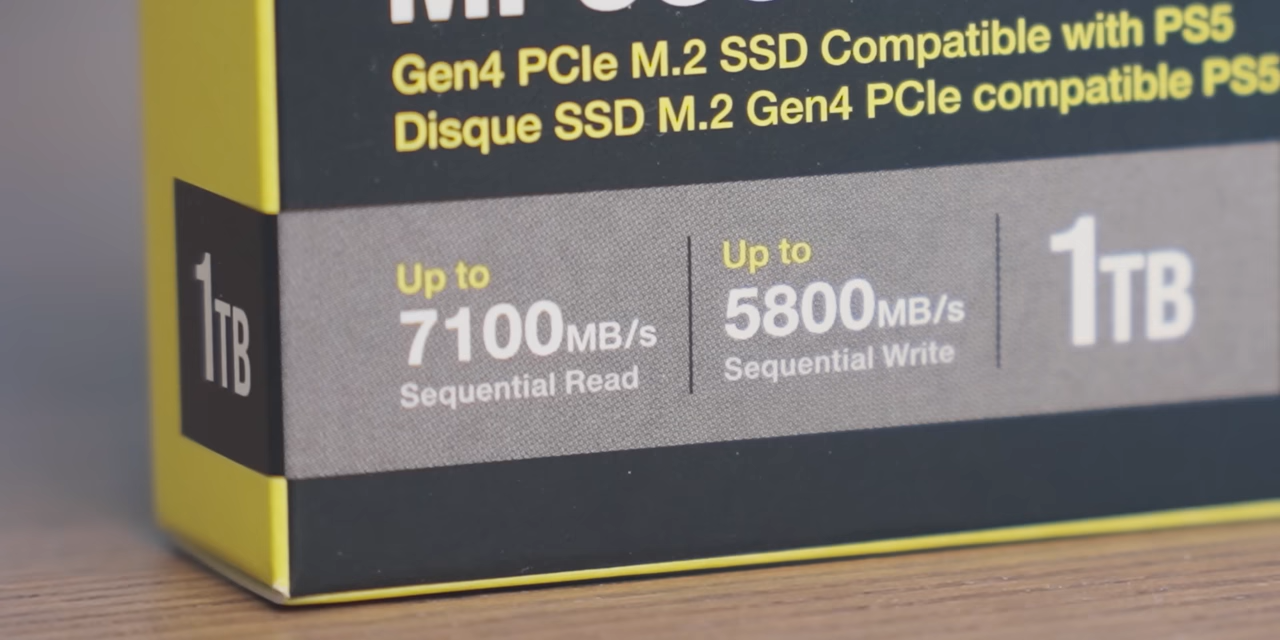 Gen4 PCIe M.2 SSD Compatible with PS5
Disque SSD M.2 Gen4 PCIe compatible PS5
1TB
Up to
7100MB/s
Sequential Read
Up to
5800MB/s
Sequential Write
1TB